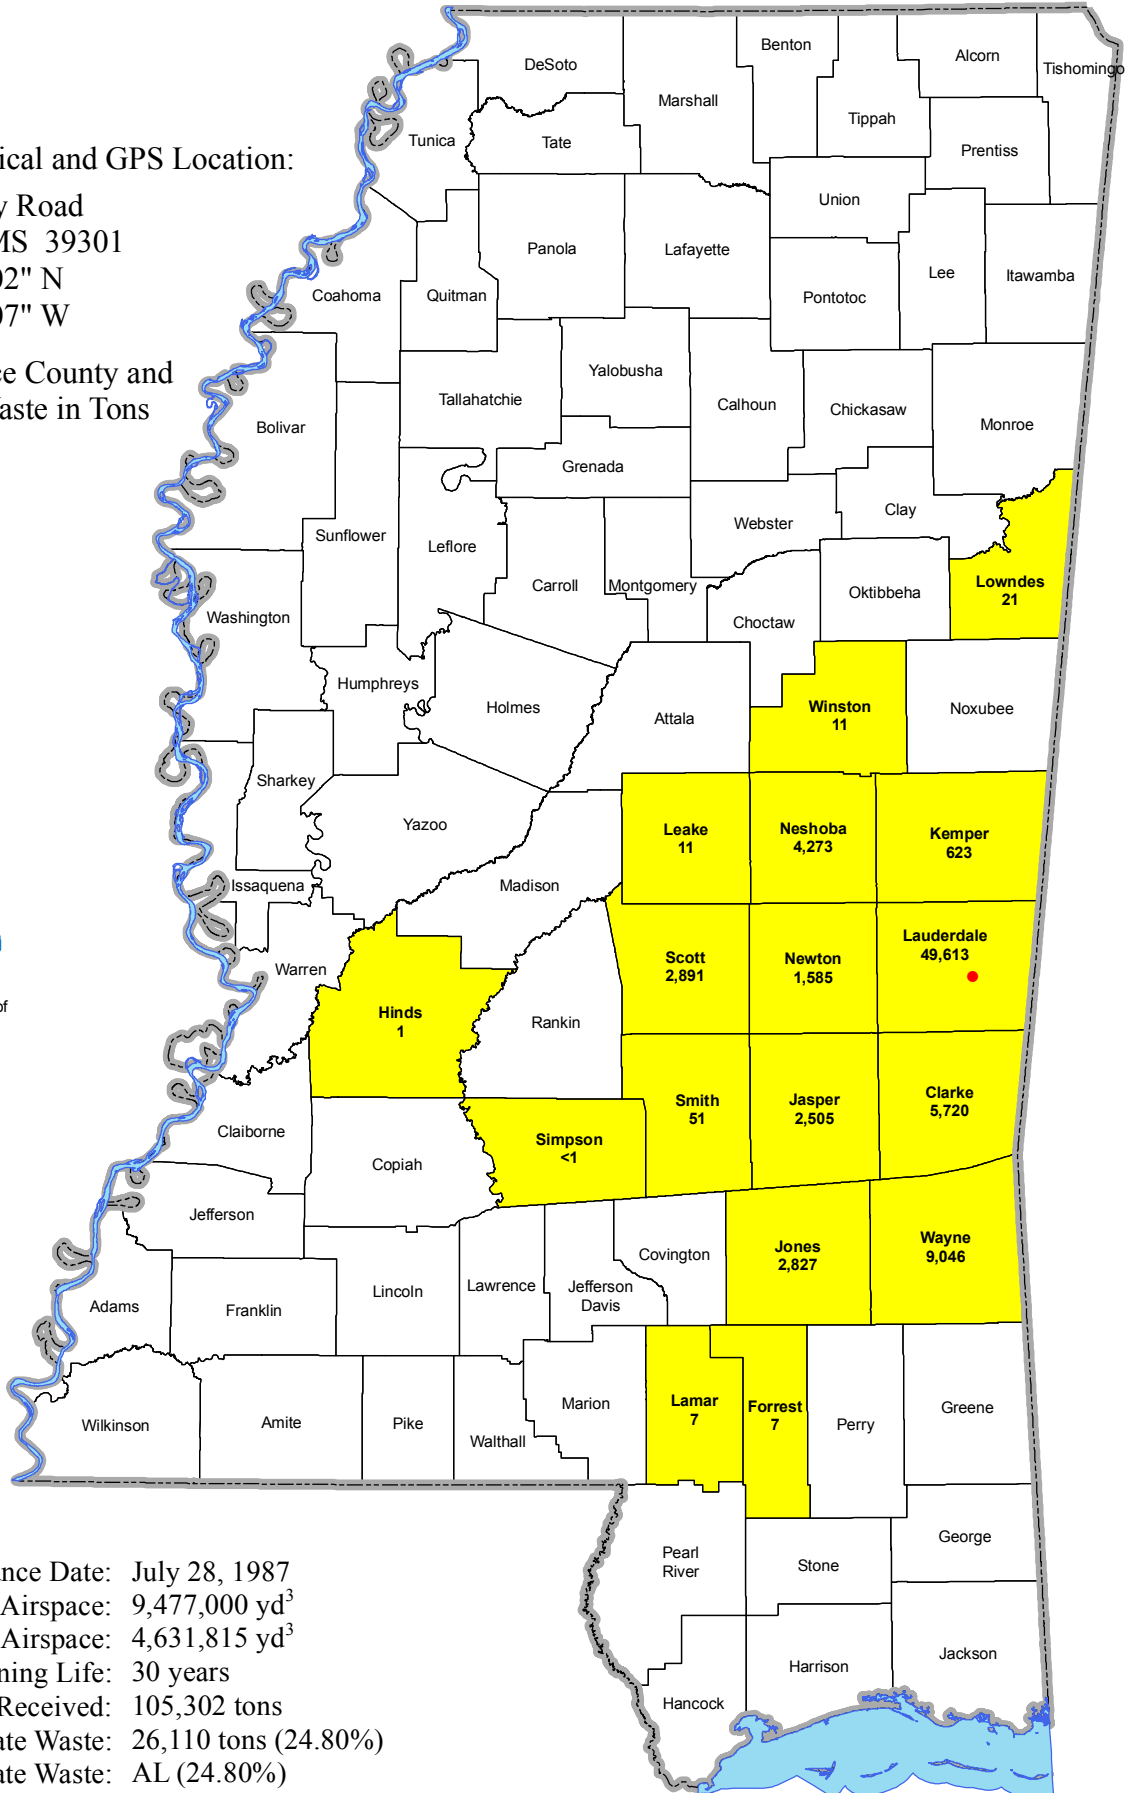 Benton
Alcorn
DeSoto
Tishomingo
Marshall
Tippah
Tunica
Tate
Prentiss
ical and GPS Location:
Union
y Road
MS 39301
Panola
Lafayette
02" N
Lee
Itawamba
Coahoma
Quitman
Pontotoc
07" W
ce County and
Yalobusha
Tallahatchie
Calhoun
Chickasaw
Waste in Tons
Bolivar
Monroe
Grenada
Clay
Webster
Sunflower
Leflore
Carroll
Montgomery
Lowndes
21
Oktibbeha
Washington
Choctaw
Humphreys
Holmes
Winston
11
Noxubee
Attala
Sharkey
Yazoo
Leake
11
Neshoba
4,273
Kemper
623
Issaquena
Madison
Lauderdale
49,613
Scott
2,891
Newton
1,585
Warren
of
Hinds
1
Rankin
Clarke
5,720
Smith
51
Jasper
2,505
Claiborne
Simpson
<1
Copiah
Jefferson
Wayne
9,046
Jones
2,827
Covington
Lawrence
Jefferson
Davis
Lincoln
Adams
Franklin
Lamar
7
Forrest
7
Marion
Greene
Wilkinson
Amite
Pike
Perry
Walthall
George
Pearl
River
Stone
ance Date: July 28, 1987
Airspace: 9,477,000 yd³
Airspace: 4,631,815 yd³
Jackson
Harrison
ning Life: 30 years
Hancock
Received: 105,302 tons
ate Waste: 26,110 tons (24.80%)
ate Waste: AL (24.80%)